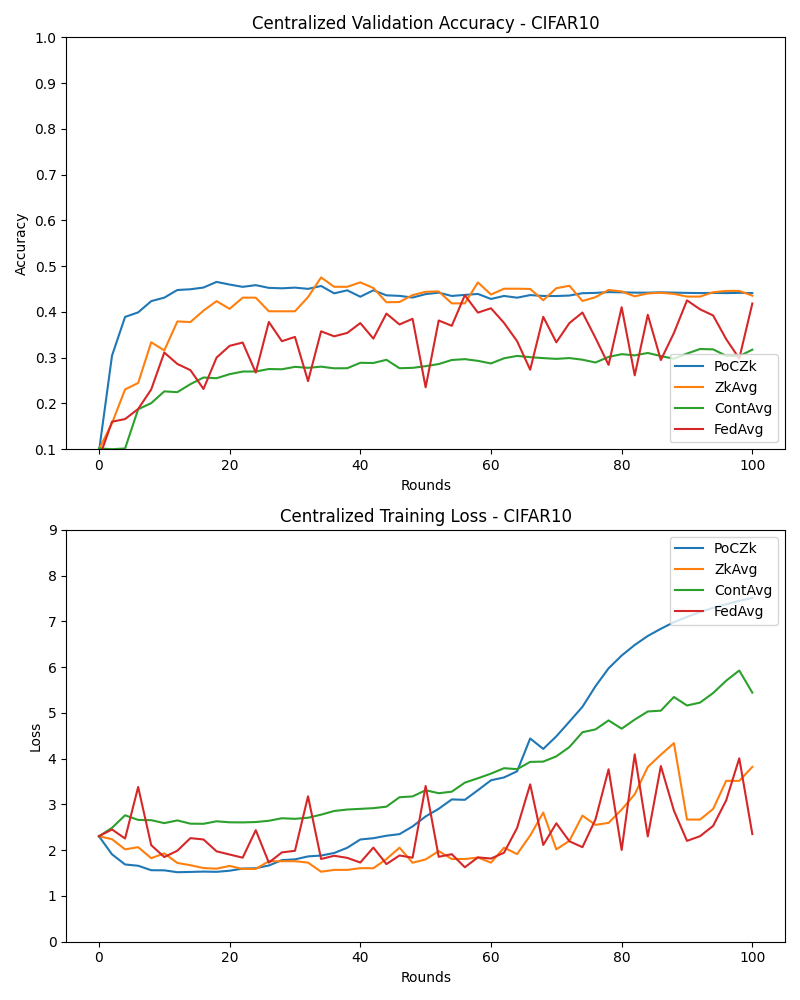 Centralized Validation Accuracy - CIFAR10
1.0
0.9
0.8
0.7
0.6
0.5
0.4
0.3
0.2
0.1
Accuracy
PoCZk
ZkAvg
ContAvg
FedAvg
0 20 40 60 80 100
Rounds
Centralized Training Loss - CIFAR10
9
8
7
6
5
4
3
2
1
0
Loss
PoCZk
ZkAvg
ContAvg
FedAvg
0 20 40 60 80 100
Rounds